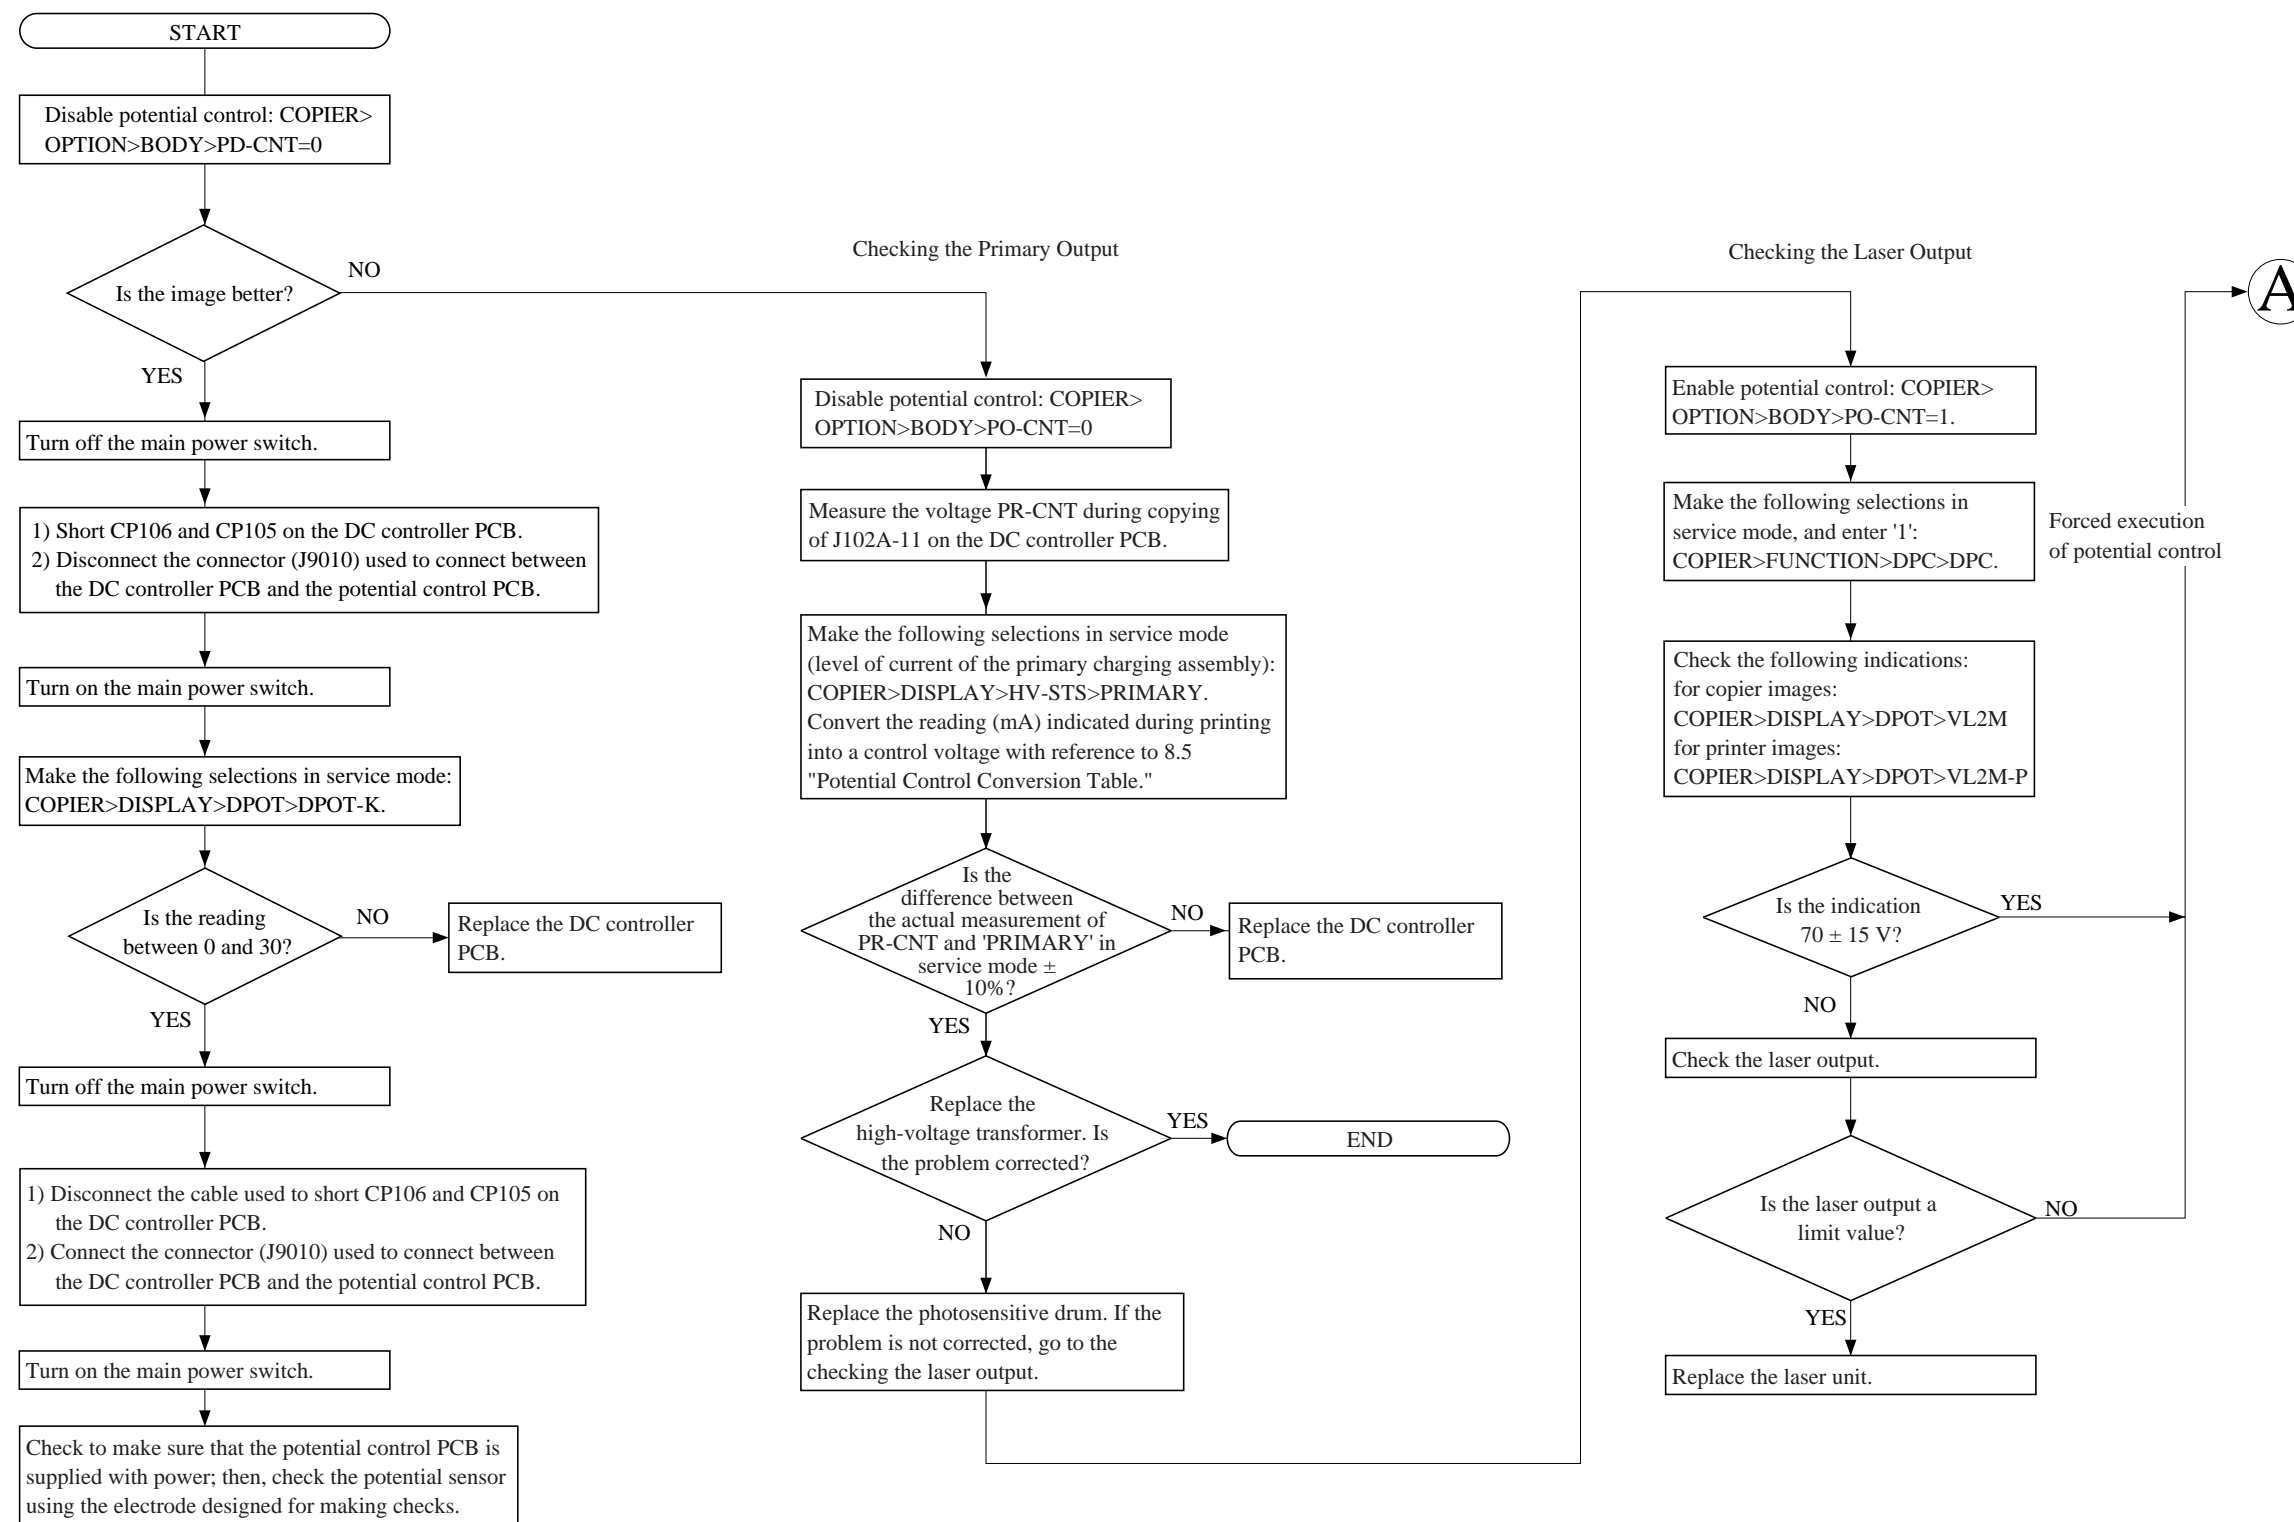 START
Disable potential control: COPIER>
OPTION>BODY>PD-CNT=0
Is the image better?
NO
YES
Turn off the main power switch.
1) Short CP106 and CP105 on the DC controller PCB.
2) Disconnect the connector (J9010) used to connect between
the DC controller PCB and the potential control PCB.
Turn on the main power switch.
Make the following selections in service mode:
COPIER>DISPLAY>DPOT>DPOT-K.
Is the reading
between 0 and 30?
NO
Replace the DC controller
PCB.
YES
Turn off the main power switch.
1) Disconnect the cable used to short CP106 and CP105 on
the DC controller PCB.
2) Connect the connector (J9010) used to connect between
the DC controller PCB and the potential control PCB.
Turn on the main power switch.
Check to make sure that the potential control PCB is
supplied with power; then, check the potential sensor
using the electrode designed for making checks.
Checking the Primary Output
Disable potential control: COPIER>
OPTION>BODY>PO-CNT=0
Measure the voltage PR-CNT during copying
of J102A-11 on the DC controller PCB.
Make the following selections in service mode
(level of current of the primary charging assembly):
COPIER>DISPLAY>HV-STS>PRIMARY.
Convert the reading (mA) indicated during printing
into a control voltage with reference to 8.5
"Potential Control Conversion Table."
Is the
difference between
the actual measurement of
PR-CNT and 'PRIMARY' in
service mode ±
10%?
NO
Replace the DC controller
PCB.
YES
Replace the
high-voltage transformer. Is
the problem corrected?
YES
END
NO
Replace the photosensitive drum. If the
problem is not corrected, go to the
checking the laser output.
Checking the Laser Output
A
Enable potential control: COPIER>
OPTION>BODY>PO-CNT=1.
Make the following selections in
service mode, and enter '1':
COPIER>FUNCTION>DPC>DPC.
Forced execution
of potential control
Check the following indications:
for copier images:
COPIER>DISPLAY>DPOT>VL2M
for printer images:
COPIER>DISPLAY>DPOT>VL2M-P
Is the indication
70 ± 15 V?
YES
NO
Check the laser output.
Is the laser output a
limit value?
NO
YES
Replace the laser unit.